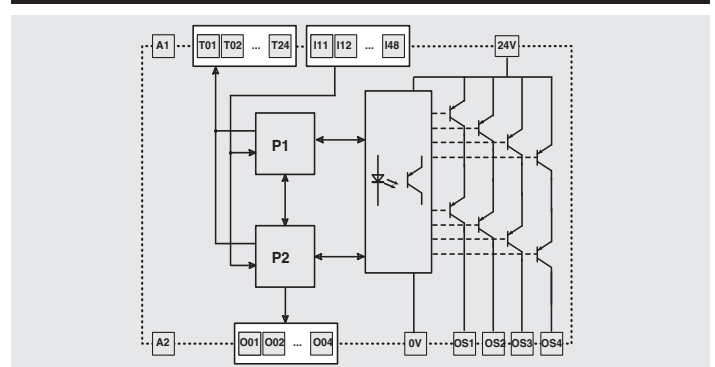 A1 T01 T02 ... T24 I11 I12 ... I48 24V
P1
P2
A2 O01 O02 ... O04 0V OS1 OS2 OS3 OS4